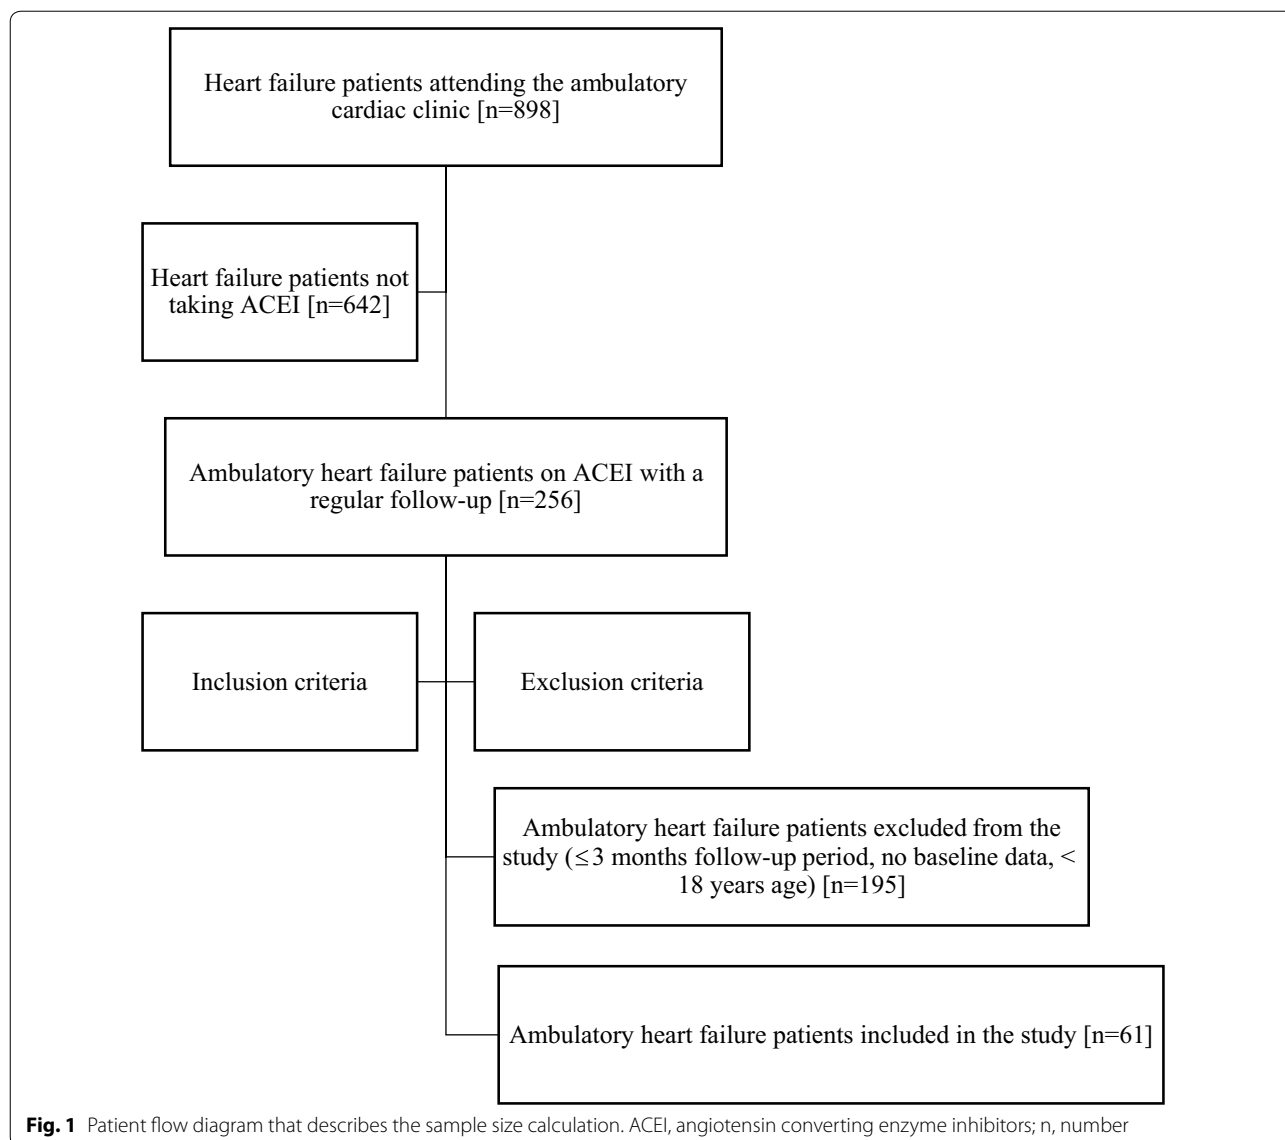 Heart failure patients attending the ambulatory
cardiac clinic [n=898]
Heart failure patients not
taking ACEI [n=642]
Ambulatory heart failure patients on ACEI with a
regular follow-up [n=256]
Inclusion criteria
Exclusion criteria
Ambulatory heart failure patients excluded from the
study (≤3 months follow-up period, no baseline data, <
18 years age) [n=195]
Ambulatory heart failure patients included in the study [n=61]
Fig. 1 Patient flow diagram that describes the sample size calculation. ACEI, angiotensin converting enzyme inhibitors; n, number